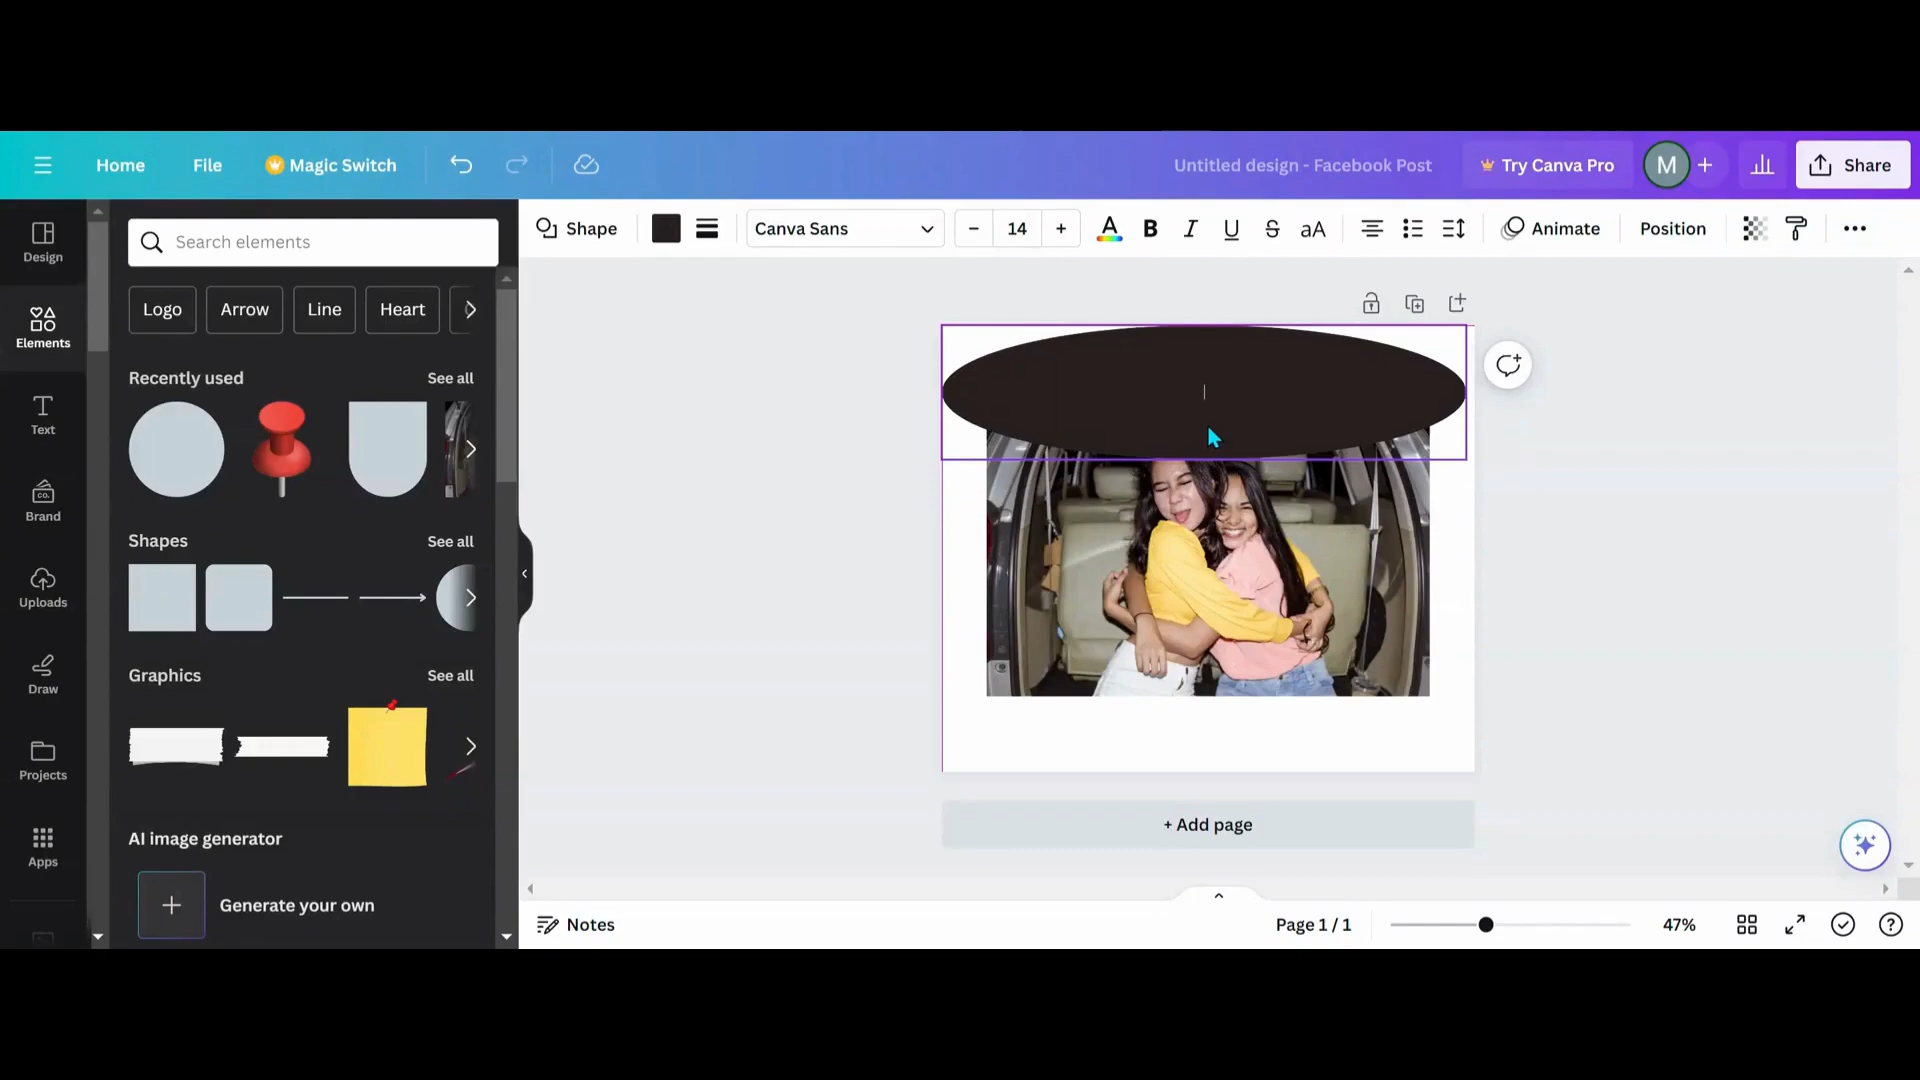 Home
File
Magic Switch
Untitled design - Facebook Post
Try Canva Pro
M
Share
Design
Elements
Text
Brand
CO.
Uploads
Draw
Projects
Apps
Search elements
Logo
Arrow
Line
Heart
Recently used
See all
Shapes
See all
Graphics
See all
AI image generator
Generate your own
Shape
Canva Sans
14
A
B
I
U
S
aA
Animate
Position
+ Add page
Notes
Page 1 / 1
47%